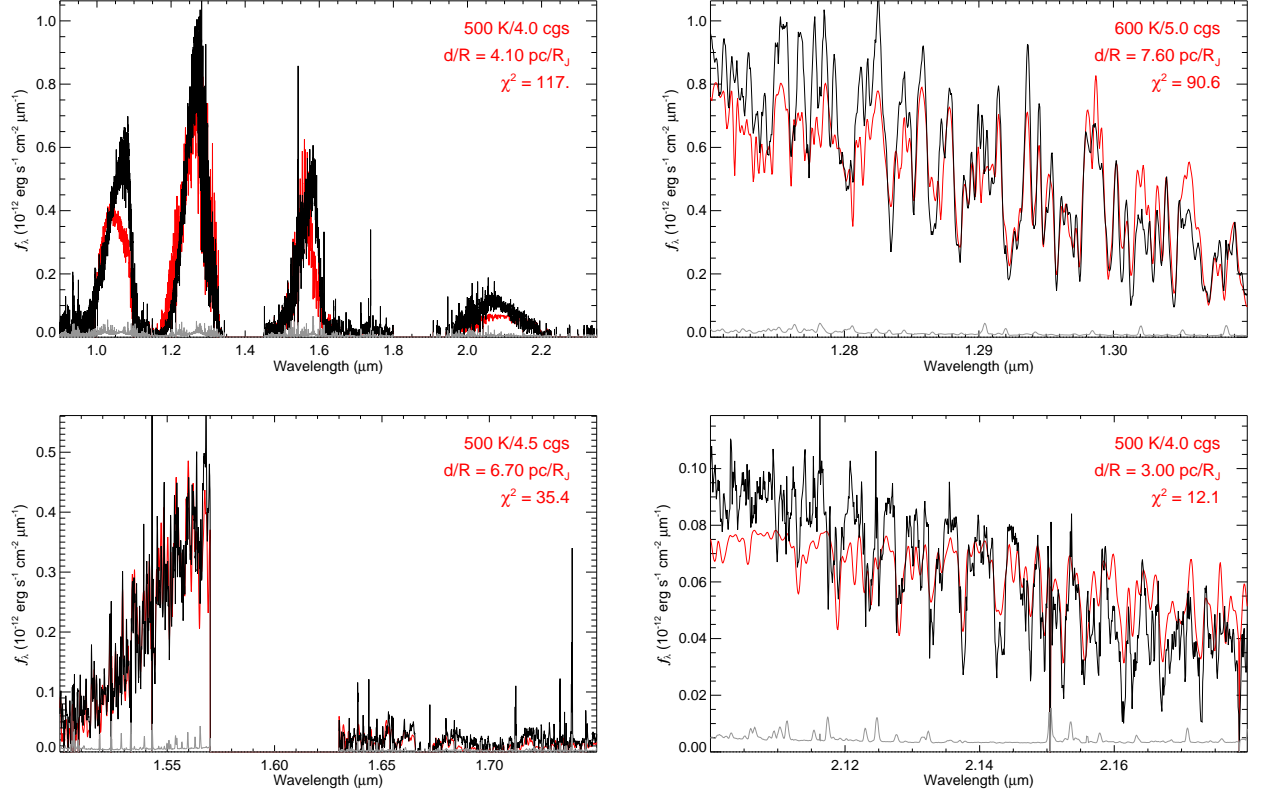 500 K/4.0 cgs
d/R = 4.10 pc/R_J
χ² = 117.
f_λ (10⁻¹² erg s⁻¹ cm⁻² μm⁻¹)
1.0
0.8
0.6
0.4
0.2
0.0
1.0 1.2 1.4 1.6 1.8 2.0 2.2
Wavelength (μm)
600 K/5.0 cgs
d/R = 7.60 pc/R_J
χ² = 90.6
f_λ (10⁻¹² erg s⁻¹ cm⁻² μm⁻¹)
1.0
0.8
0.6
0.4
0.2
0.0
1.28 1.29 1.30
Wavelength (μm)
500 K/4.5 cgs
d/R = 6.70 pc/R_J
χ² = 35.4
f_λ (10⁻¹² erg s⁻¹ cm⁻² μm⁻¹)
0.5
0.4
0.3
0.2
0.1
0.0
1.55 1.60 1.65 1.70
Wavelength (μm)
500 K/4.0 cgs
d/R = 3.00 pc/R_J
χ² = 12.1
f_λ (10⁻¹² erg s⁻¹ cm⁻² μm⁻¹)
0.10
0.08
0.06
0.04
0.02
0.00
2.12 2.14 2.16
Wavelength (μm)